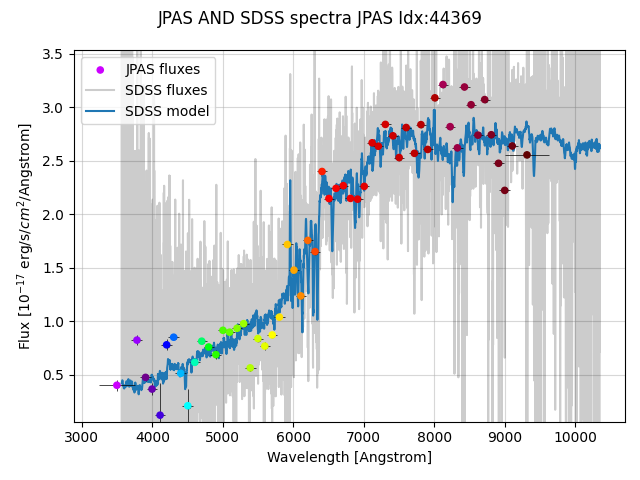 JPAS AND SDSS spectra JPAS Idx:44369
JPAS fluxes
SDSS fluxes
SDSS model
Flux [10⁻¹⁷ erg/s/cm²/Angstrom]
3.5
3.0
2.5
2.0
1.5
1.0
0.5
3000 4000 5000 6000 7000 8000 9000 10000
Wavelength [Angstrom]